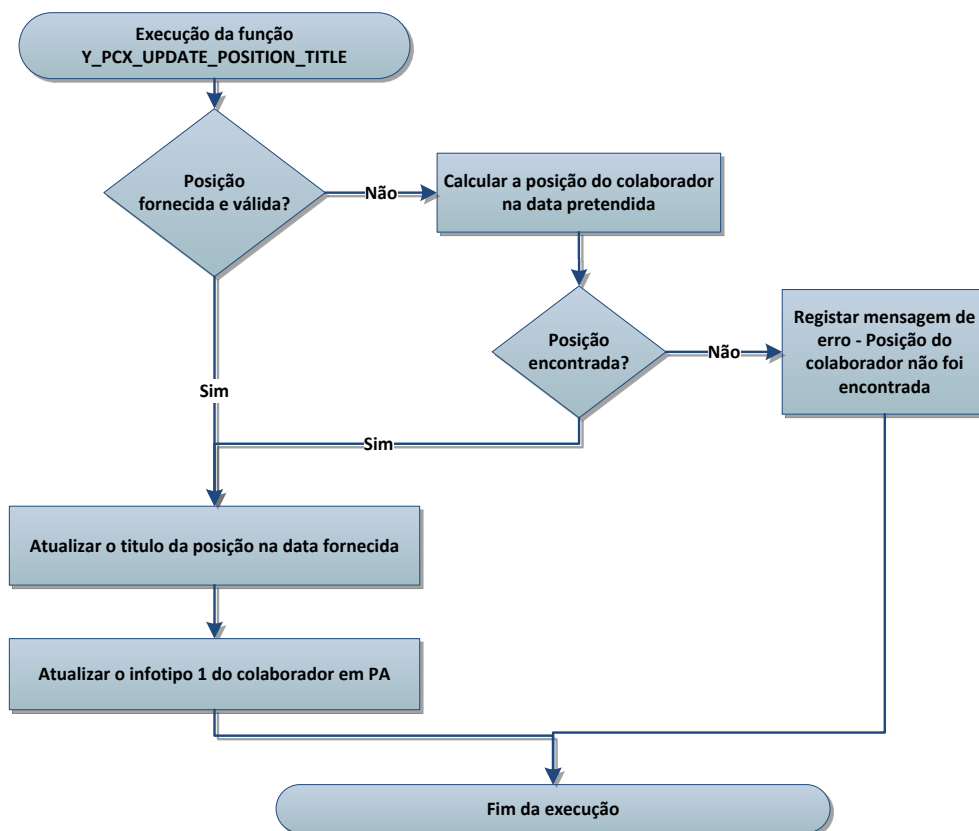 Execução da função
Y_PCX_UPDATE_POSITION_TITLE
Posição
fornecida e válida?
Não
Calcular a posição do colaborador
na data pretendida
Posição
encontrada?
Não
Registar mensagem de
erro - Posição do
colaborador não foi
encontrada
Sim
Sim
Atualizar o titulo da posição na data fornecida
Atualizar o infotipo 1 do colaborador em PA
Fim da execução